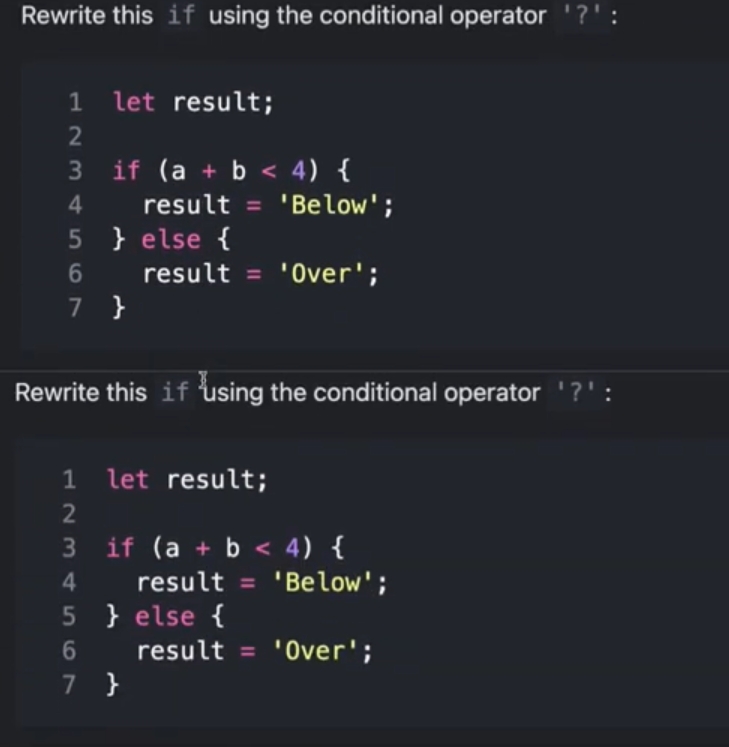 Rewrite this if using the conditional operator '?':
1 let result;
2
3 if (a + b < 4) {
4   result = 'Below';
5 } else {
6   result = 'Over';
7 }
Rewrite this if using the conditional operator '?':
1 let result;
2
3 if (a + b < 4) {
4   result = 'Below';
5 } else {
6   result = 'Over';
7 }